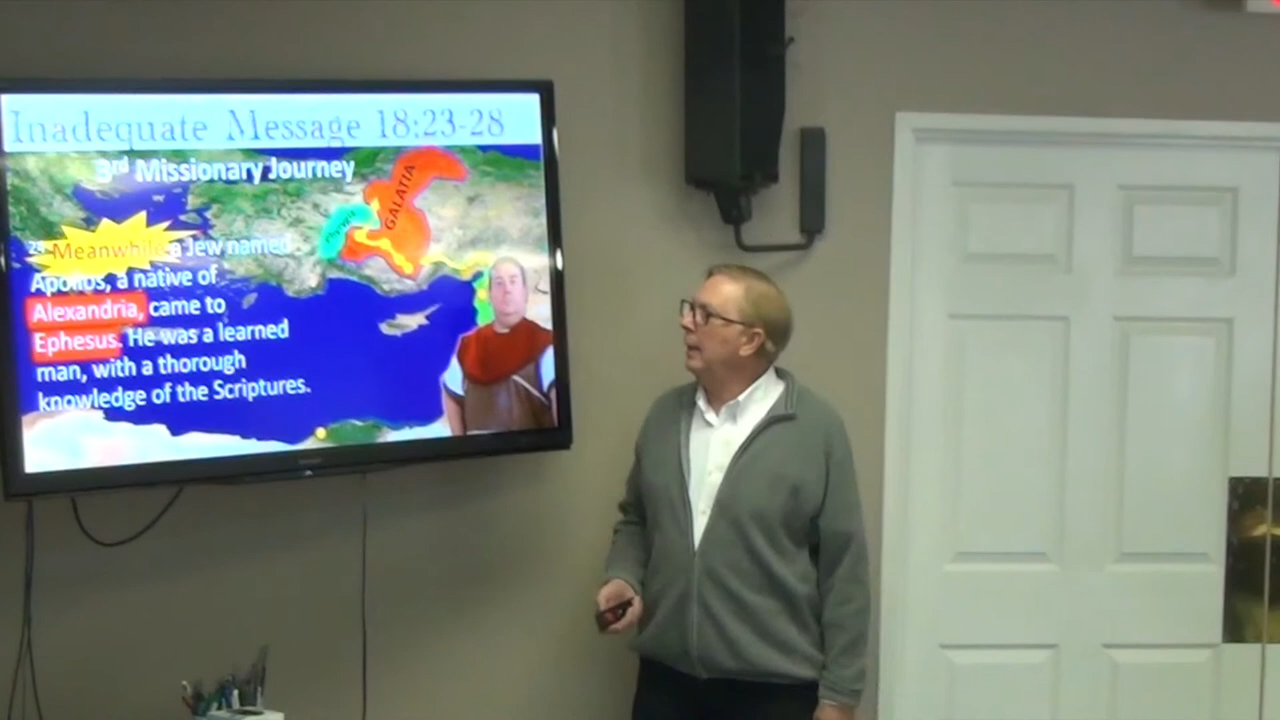 Inadequate Message 18:23-28
3rd Missionary Journey
GALATIA
24 Meanwhile a Jew named
Apollos, a native of
Alexandria, came to
Ephesus. He was a learned
man, with a thorough
knowledge of the Scriptures.